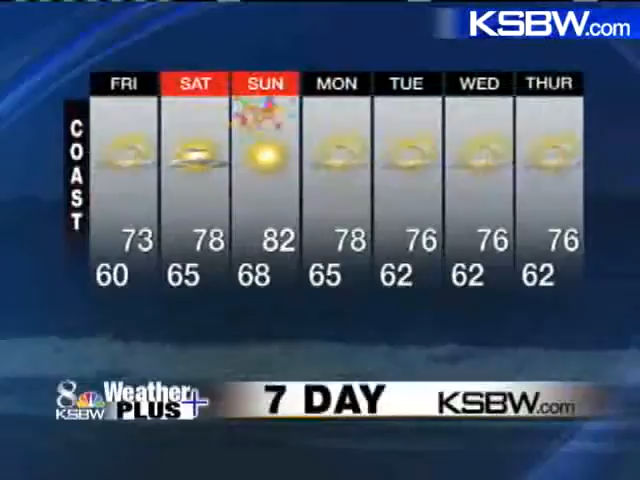 KSBW.com
FRI SAT SUN MON TUE WED THUR
COAST
73 78 82 78 76 76 76
60 65 68 65 62 62 62
8 Weather
KSBW PLUS+ 7 DAY KSBW.com